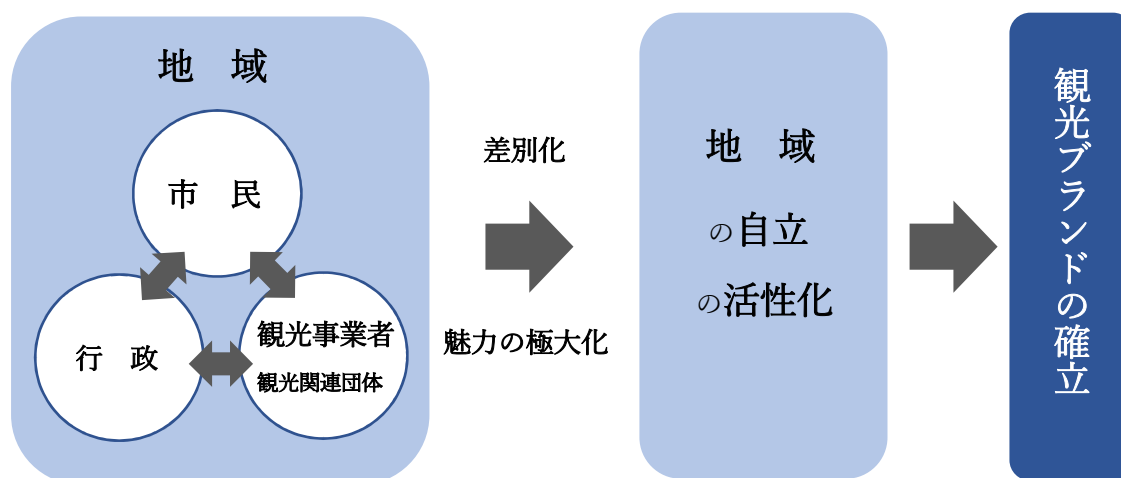 地　域
市　民
行　政
観光事業者
観光関連団体
差別化
魅力の極大化
地　域
の自立
の活性化
観光ブランドの確立